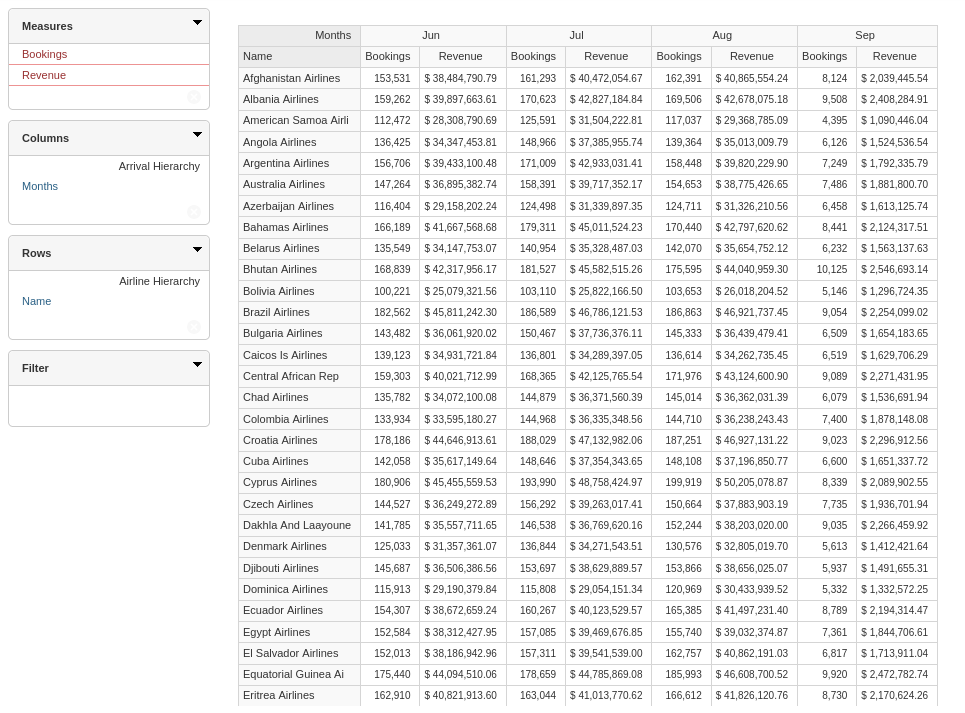 Measures
Bookings
Revenue
Columns
Arrival Hierarchy
Months
Rows
Airline Hierarchy
Name
Filter
Months Jun Jul Aug Sep
Name Bookings Revenue Bookings Revenue Bookings Revenue Bookings Revenue
Afghanistan Airlines 153,531 $ 38,484,790.79 161,293 $ 40,472,054.67 162,391 $ 40,865,554.24 8,124 $ 2,039,445.54
Albania Airlines 159,262 $ 39,897,663.61 170,623 $ 42,827,184.84 169,506 $ 42,678,075.18 9,508 $ 2,408,284.91
American Samoa Airli 112,472 $ 28,308,790.69 125,591 $ 31,504,222.81 117,037 $ 29,368,785.09 4,395 $ 1,090,446.04
Angola Airlines 136,425 $ 34,347,453.81 148,966 $ 37,385,955.74 139,364 $ 35,013,009.79 6,126 $ 1,524,536.54
Argentina Airlines 156,706 $ 39,433,100.48 171,009 $ 42,933,031.41 158,448 $ 39,820,229.90 7,249 $ 1,792,335.79
Australia Airlines 147,264 $ 36,895,382.74 158,391 $ 39,717,352.17 154,653 $ 38,775,426.65 7,486 $ 1,881,800.70
Azerbaijan Airlines 116,404 $ 29,158,202.24 124,498 $ 31,339,897.35 124,711 $ 31,326,210.56 6,458 $ 1,613,125.74
Bahamas Airlines 166,189 $ 41,667,568.68 179,311 $ 45,011,524.23 170,440 $ 42,797,620.62 8,441 $ 2,124,317.51
Belarus Airlines 135,549 $ 34,147,753.07 140,954 $ 35,328,487.03 142,070 $ 35,654,752.12 6,232 $ 1,563,137.63
Bhutan Airlines 168,839 $ 42,317,956.17 181,527 $ 45,582,515.26 175,595 $ 44,040,959.30 10,125 $ 2,546,693.14
Bolivia Airlines 100,221 $ 25,079,321.56 103,110 $ 25,822,166.50 103,653 $ 26,018,204.52 5,146 $ 1,296,724.35
Brazil Airlines 182,562 $ 45,811,242.30 186,589 $ 46,786,121.53 186,863 $ 46,921,737.45 9,054 $ 2,254,099.02
Bulgaria Airlines 143,482 $ 36,061,920.02 150,467 $ 37,736,376.11 145,333 $ 36,439,479.41 6,509 $ 1,654,183.65
Caicos Is Airlines 139,123 $ 34,931,721.84 136,801 $ 34,289,397.05 136,614 $ 34,262,735.45 6,519 $ 1,629,706.29
Central African Rep 159,303 $ 40,021,712.99 168,365 $ 42,125,765.54 171,976 $ 43,124,600.90 9,089 $ 2,271,431.95
Chad Airlines 135,782 $ 34,072,100.08 144,879 $ 36,371,560.39 145,014 $ 36,362,031.39 6,079 $ 1,536,691.94
Colombia Airlines 133,934 $ 33,595,180.27 144,968 $ 36,335,348.56 144,710 $ 36,238,243.43 7,400 $ 1,878,148.08
Croatia Airlines 178,186 $ 44,646,913.61 188,029 $ 47,132,982.06 187,251 $ 46,927,131.22 9,023 $ 2,296,912.56
Cuba Airlines 142,058 $ 35,617,149.64 148,646 $ 37,354,343.65 148,108 $ 37,196,850.77 6,600 $ 1,651,337.72
Cyprus Airlines 180,906 $ 45,455,559.53 193,990 $ 48,758,424.97 199,919 $ 50,205,078.87 8,339 $ 2,089,902.55
Czech Airlines 144,527 $ 36,249,272.89 156,292 $ 39,263,017.41 150,664 $ 37,883,903.19 7,735 $ 1,936,701.94
Dakhla And Laayoune 141,785 $ 35,557,711.65 146,538 $ 36,769,620.16 152,244 $ 38,203,020.00 9,035 $ 2,266,459.92
Denmark Airlines 125,033 $ 31,357,361.07 136,844 $ 34,271,543.51 130,576 $ 32,805,019.70 5,613 $ 1,412,421.64
Djibouti Airlines 145,687 $ 36,506,386.56 153,697 $ 38,629,889.57 153,866 $ 38,656,025.07 5,937 $ 1,491,655.31
Dominica Airlines 115,913 $ 29,190,379.84 115,808 $ 29,054,151.34 120,969 $ 30,433,939.52 5,332 $ 1,332,572.25
Ecuador Airlines 154,307 $ 38,672,659.24 160,267 $ 40,123,529.57 165,385 $ 41,497,231.40 8,789 $ 2,194,314.47
Egypt Airlines 152,584 $ 38,312,427.95 157,085 $ 39,469,676.85 155,740 $ 39,032,374.87 7,361 $ 1,844,706.61
El Salvador Airlines 152,013 $ 38,186,942.96 157,311 $ 39,541,539.00 162,757 $ 40,862,191.03 6,817 $ 1,713,911.04
Equatorial Guinea Ai 175,440 $ 44,094,510.06 178,659 $ 44,785,869.08 185,993 $ 46,608,700.52 9,920 $ 2,472,782.74
Eritrea Airlines 162,910 $ 40,821,913.60 163,044 $ 41,013,770.62 166,612 $ 41,826,120.76 8,730 $ 2,170,624.26